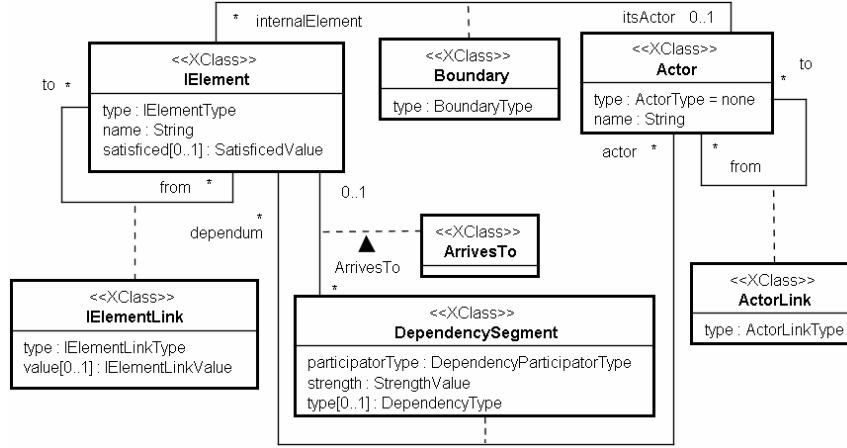 * internalElement
itsActor 0..1
<<XClass>>
IElement
type : IElementType
name : String
satisficed[0..1] : SatisficedValue
<<XClass>>
Boundary
type : BoundaryType
<<XClass>>
Actor
type : ActorType = none
name : String
to *
from *
* to
* from
actor *
*
dependum
0..1
ArrivesTo
*
<<XClass>>
ArrivesTo
<<XClass>>
IElementLink
type : IElementLinkType
value[0..1] : IElementLinkValue
<<XClass>>
DependencySegment
participatorType : DependencyParticipatorType
strength : StrengthValue
type[0..1] : DependencyType
<<XClass>>
ActorLink
type : ActorLinkType